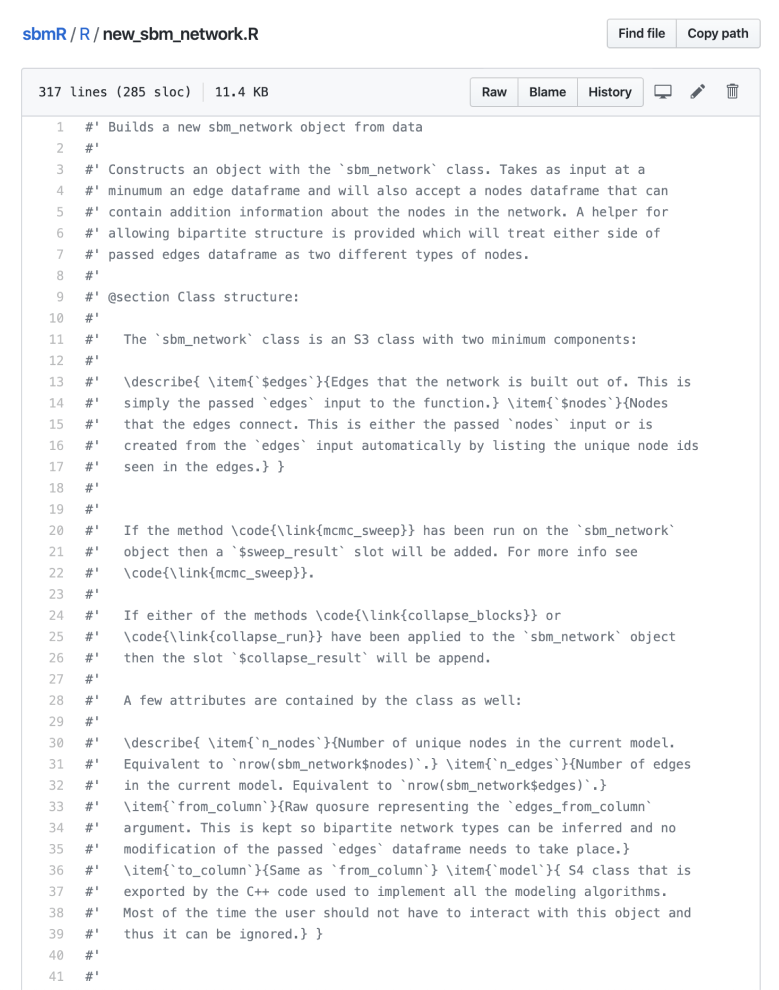 sbmR / R / new_sbm_network.R
Find file Copy path
317 lines (285 sloc) 11.4 KB
Raw Blame History
1 #' Builds a new sbm_network object from data
2 #'
3 #' Constructs an object with the `sbm_network` class. Takes as input at a
4 #' minumum an edge dataframe and will also accept a nodes dataframe that can
5 #' contain addition information about the nodes in the network. A helper for
6 #' allowing bipartite structure is provided which will treat either side of
7 #' passed edges dataframe as two different types of nodes.
8 #'
9 #' @section Class structure:
10 #'
11 #' The `sbm_network` class is an S3 class with two minimum components:
12 #'
13 #' \describe{ \item{`$edges`}{Edges that the network is built out of. This is
14 #' simply the passed `edges` input to the function.} \item{`$nodes`}{Nodes
15 #' that the edges connect. This is either the passed `nodes` input or is
16 #' created from the `edges` input automatically by listing the unique node ids
17 #' seen in the edges.} }
18 #'
19 #'
20 #' If the method \code{\link{mcmc_sweep}} has been run on the `sbm_network`
21 #' object then a `$sweep_result` slot will be added. For more info see
22 #' \code{\link{mcmc_sweep}}.
23 #'
24 #' If either of the methods \code{\link{collapse_blocks}} or
25 #' \code{\link{collapse_run}} have been applied to the `sbm_network` object
26 #' then the slot `$collapse_result` will be append.
27 #'
28 #' A few attributes are contained by the class as well:
29 #'
30 #' \describe{ \item{`n_nodes`}{Number of unique nodes in the current model.
31 #' Equivalent to `nrow(sbm_network$nodes)`.} \item{`n_edges`}{Number of edges
32 #' in the current model. Equivalent to `nrow(sbm_network$edges)`.}
33 #' \item{`from_column`}{Raw quosure representing the `edges_from_column`
34 #' argument. This is kept so bipartite network types can be inferred and no
35 #' modification of the passed `edges` dataframe needs to take place.}
36 #' \item{`to_column`}{Same as `from_column`} \item{`model`}{ S4 class that is
37 #' exported by the C++ code used to implement all the modeling algorithms.
38 #' Most of the time the user should not have to interact with this object and
39 #' thus it can be ignored.} }
40 #'
41 #'